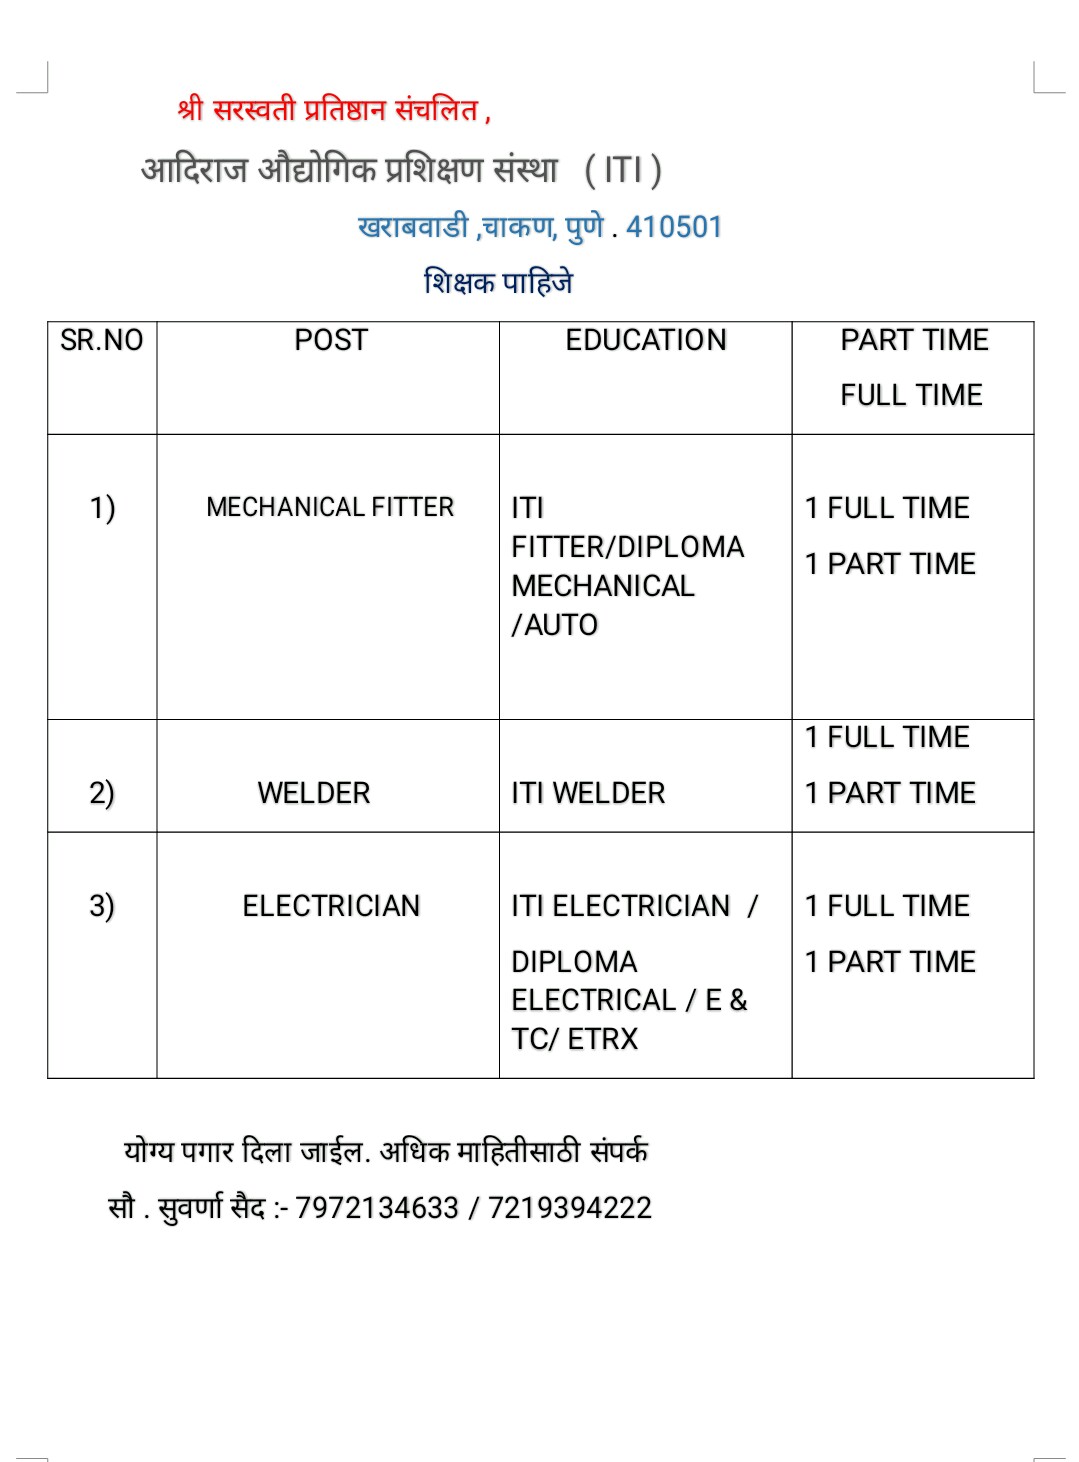 श्री सरस्वती प्रतिष्ठान संचलित ,
आदिराज औद्योगिक प्रशिक्षण संस्था ( ITI )
खराबवाडी ,चाकण, पुणे . 410501
शिक्षक पाहिजे
SR.NO POST EDUCATION PART TIME
FULL TIME
1) MECHANICAL FITTER ITI 1 FULL TIME
FITTER/DIPLOMA 1 PART TIME
MECHANICAL
/AUTO
1 FULL TIME
2) WELDER ITI WELDER 1 PART TIME
3) ELECTRICIAN ITI ELECTRICIAN / 1 FULL TIME
DIPLOMA 1 PART TIME
ELECTRICAL / E &
TC/ ETRX
योग्य पगार दिला जाईल. अधिक माहितीसाठी संपर्क
सौ . सुवर्णा सैद :- 7972134633 / 7219394222